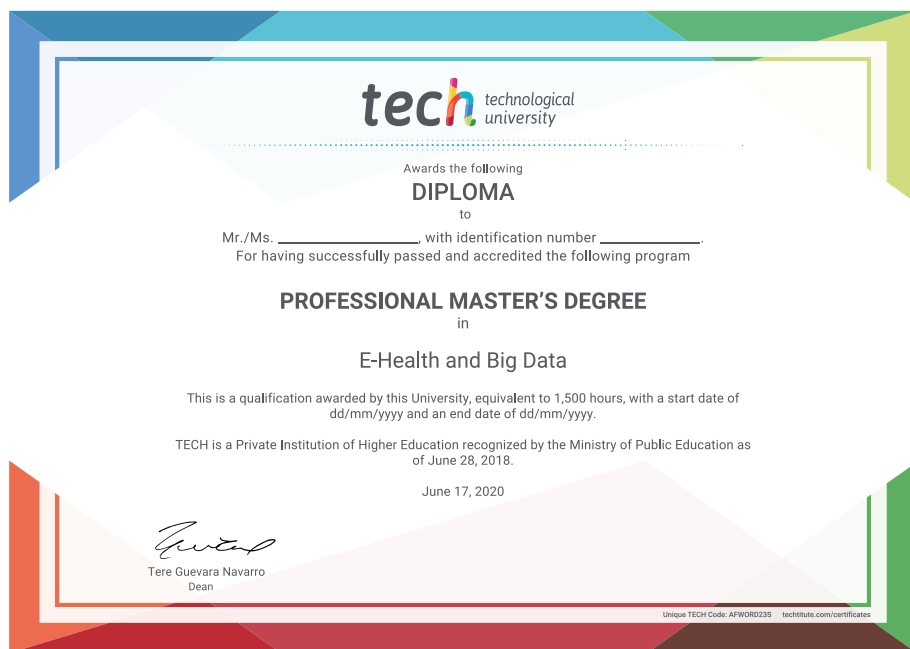 tech technological
university
Awards the following
DIPLOMA
to
Mr./Ms. ________________, with identification number ____________.
For having successfully passed and accredited the following program
PROFESSIONAL MASTER'S DEGREE
in
E-Health and Big Data
This is a qualification awarded by this University, equivalent to 1,500 hours, with a start date of
dd/mm/yyyy and an end date of dd/mm/yyyy.
TECH is a Private Institution of Higher Education recognized by the Ministry of Public Education as
of June 28, 2018.
June 17, 2020
Tere Guevara Navarro
Dean
Unique TECH Code: AFWORD23S techtitute.com/certificates